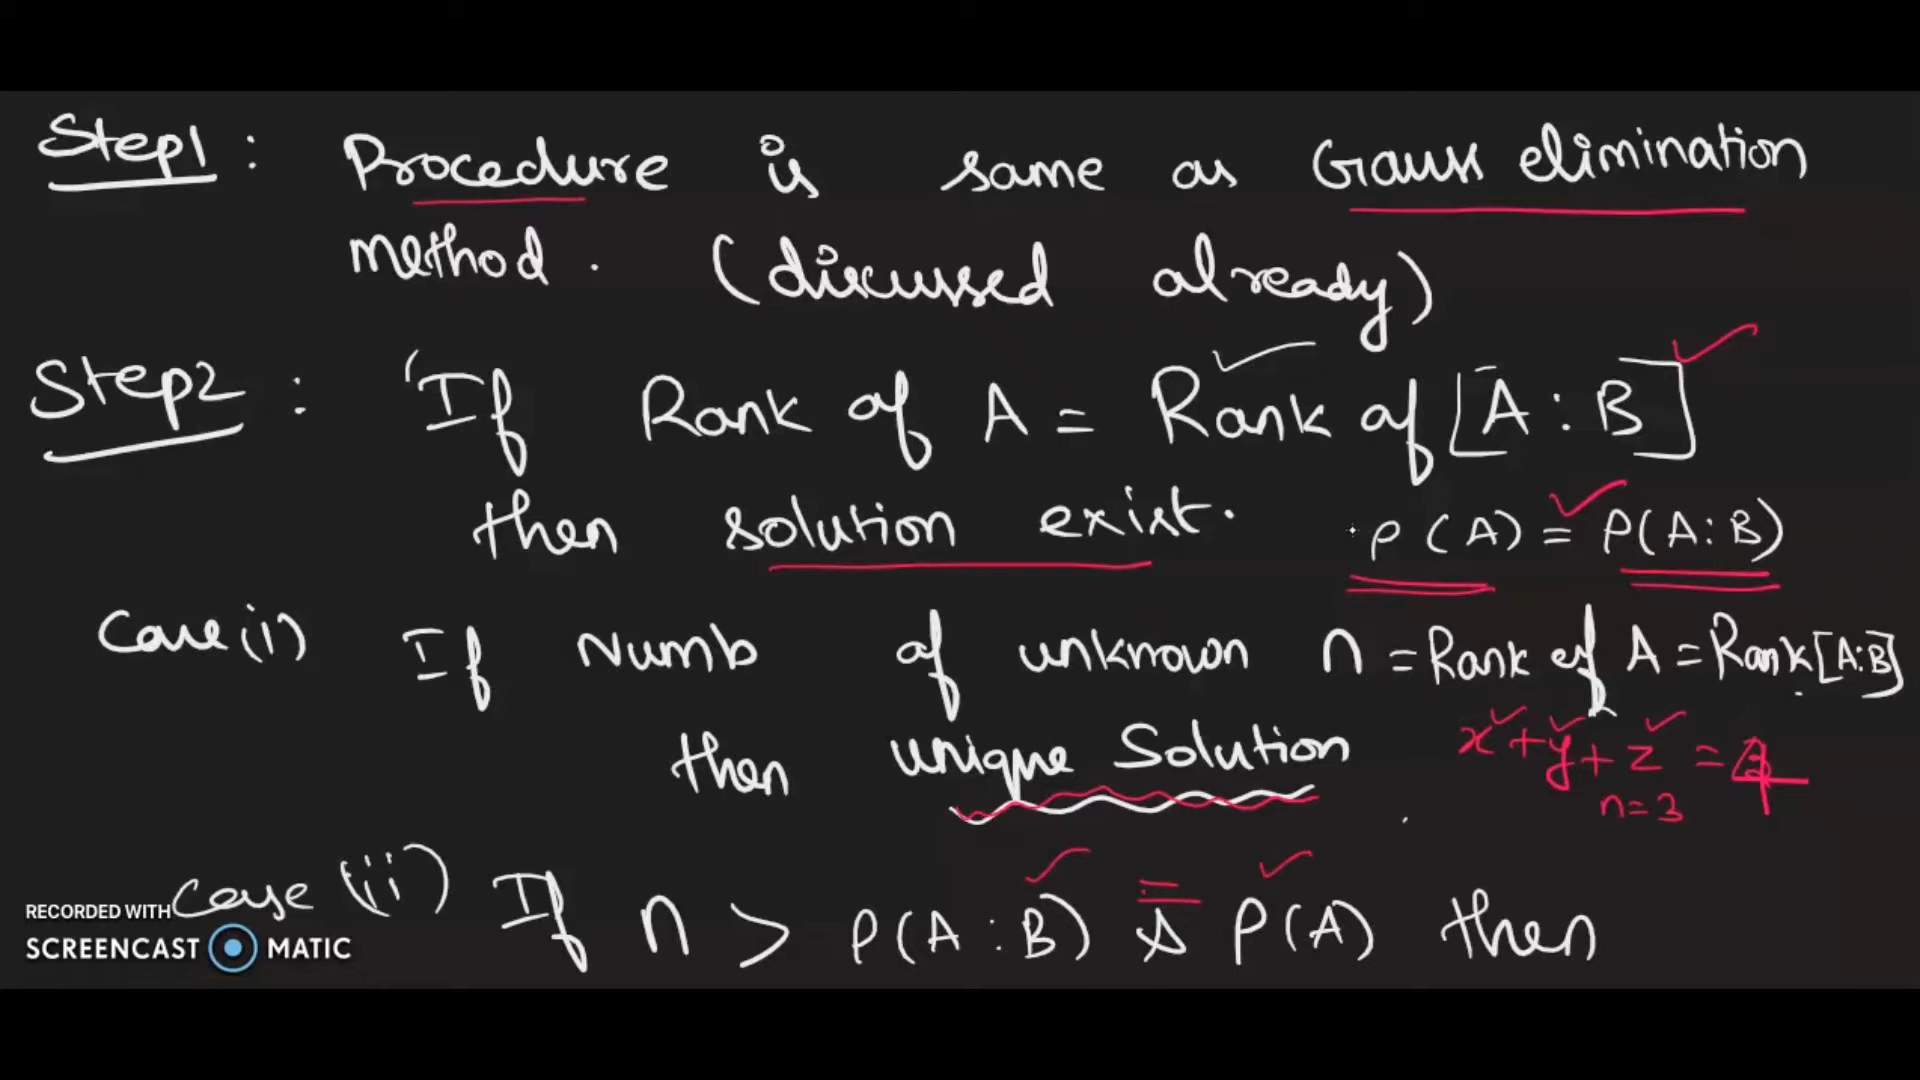 Step1 : Procedure is same as Gauss elimination
method . (discussed already)
Step2 : If Rank of A = Rank of [A : B]
then solution exist. ρ(A) = ρ(A:B)
Case(i) If Numb of unknown n = Rank of A = Rank[A:B]
then unique Solution
x + y + z = 4
n=3
Case (ii) If n > ρ(A : B) = ρ(A) then
RECORDED WITH
SCREENCAST MATIC